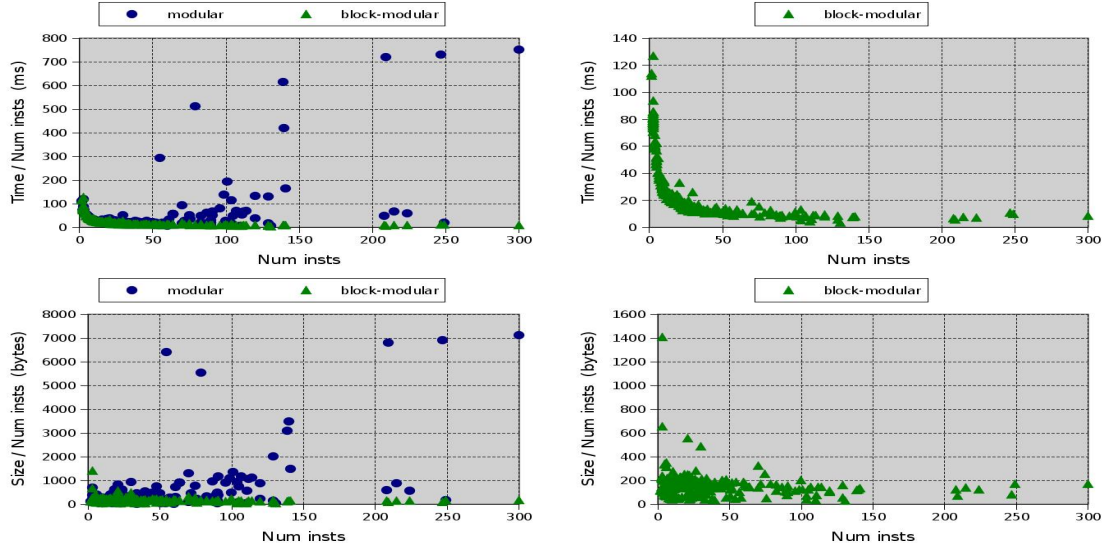 modular block-modular
800
700
600
500
400
300
200
100
0
Time / Num insts (ms)
0 50 100 150 200 250 300
Num insts
block-modular
140
120
100
80
60
40
20
0
Time / Num insts (ms)
0 50 100 150 200 250 300
Num insts
modular block-modular
8000
7000
6000
5000
4000
3000
2000
1000
0
Size / Num insts (bytes)
0 50 100 150 200 250 300
Num insts
block-modular
1600
1400
1200
1000
800
600
400
200
0
Size / Num insts (bytes)
0 50 100 150 200 250 300
Num insts